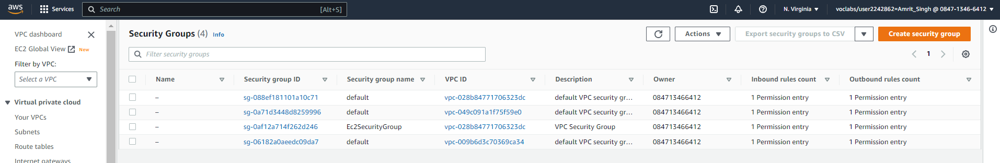 aws Services Search [Alt+S] N. Virginia voclabs/user2242862=Amrit_Singh @ 0847-1346-6412
VPC dashboard
EC2 Global View New
Filter by VPC:
Select a VPC
Virtual private cloud
Your VPCs
Subnets
Route tables
Internet gateways
Security Groups (4) Info Actions Export security groups to CSV Create security group
Filter security groups 1
Name Security group ID Security group name VPC ID Description Owner Inbound rules count Outbound rules count
– sg-088ef181101a10c71 default vpc-028b84771706323dc default VPC security gr... 084713466412 1 Permission entry 1 Permission entry
– sg-0a71d3448d8259996 default vpc-049c091a1f75f59e0 default VPC security gr... 084713466412 1 Permission entry 1 Permission entry
– sg-0af12a714f262d246 Ec2SecurityGroup vpc-028b84771706323dc VPC Security Group 084713466412 1 Permission entry 1 Permission entry
– sg-06182a0aeedc09da7 default vpc-009b6d3c70369ca34 default VPC security gr... 084713466412 1 Permission entry 1 Permission entry